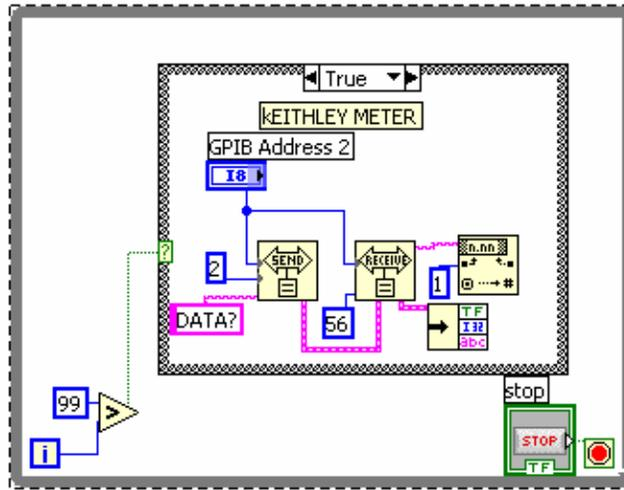 True
kEITHLEY METER
GPIB Address 2
I8
?
SEND
RECEIVE
n.nn
2
1
#
DATA?
56
TF
I32
abc
stop
99
>
i
STOP
TF